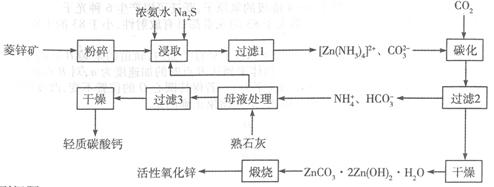 浓氨水 Na₂S
CO₂
菱锌矿 粉碎 浸取 过滤1 [Zn(NH₃)₄]²⁺、CO₃²⁻ 碳化
干燥 过滤3 母液处理 NH₄⁺、HCO₃⁻ 过滤2
轻质碳酸钙 熟石灰
活性氧化锌 煅烧 ZnCO₃·2Zn(OH)₂·H₂O 干燥